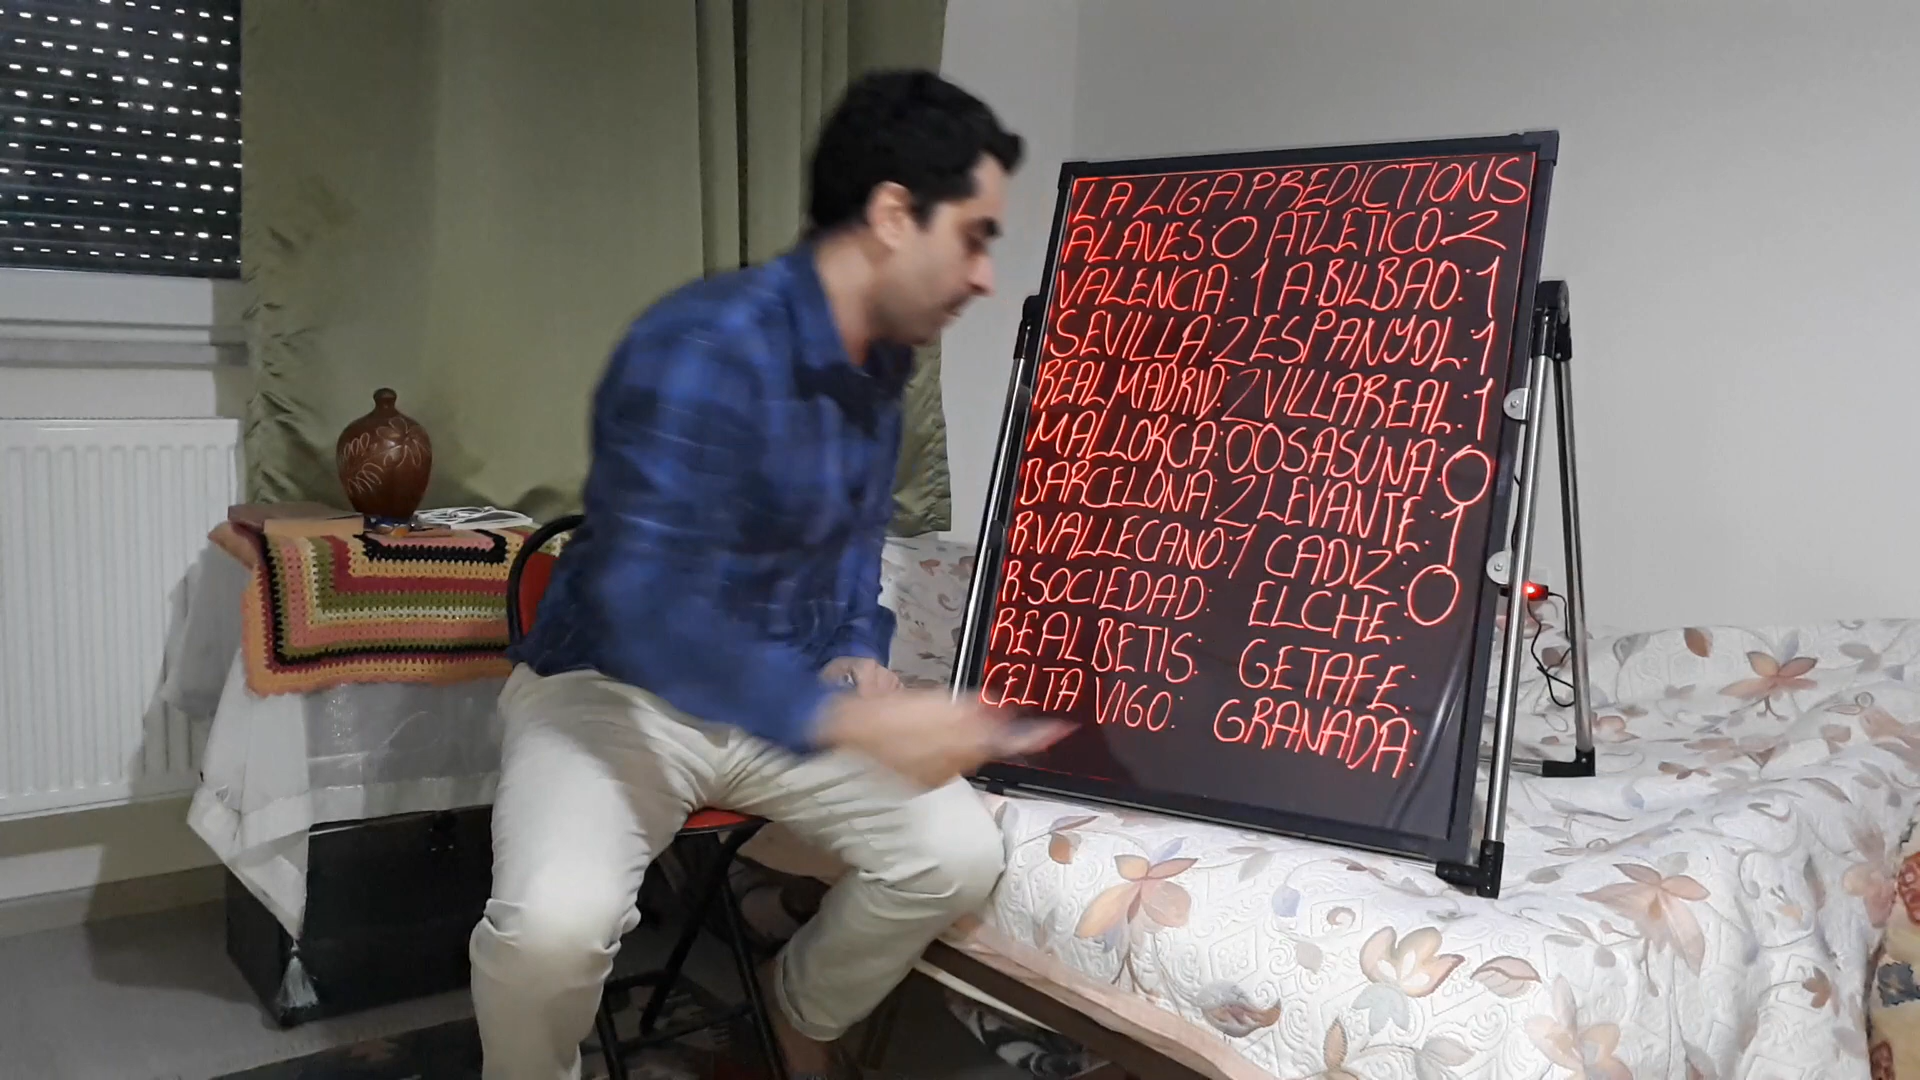 LA LIGA PREDICTIONS
ALAVES:0 ATLETICO:2
VALENCIA:1 A.BILBAO:1
SEVILLA:2 ESPANYOL:1
REAL MADRID:2 VILLAREAL:1
MALLORCA:0 OSASUNA:0
BARCELONA:2 LEVANTE:1
R.VALLECANO:1 CADIZ:0
R.SOCIEDAD: ELCHE:
REAL BETIS: GETAFE:
CELTA VIGO: GRANADA: